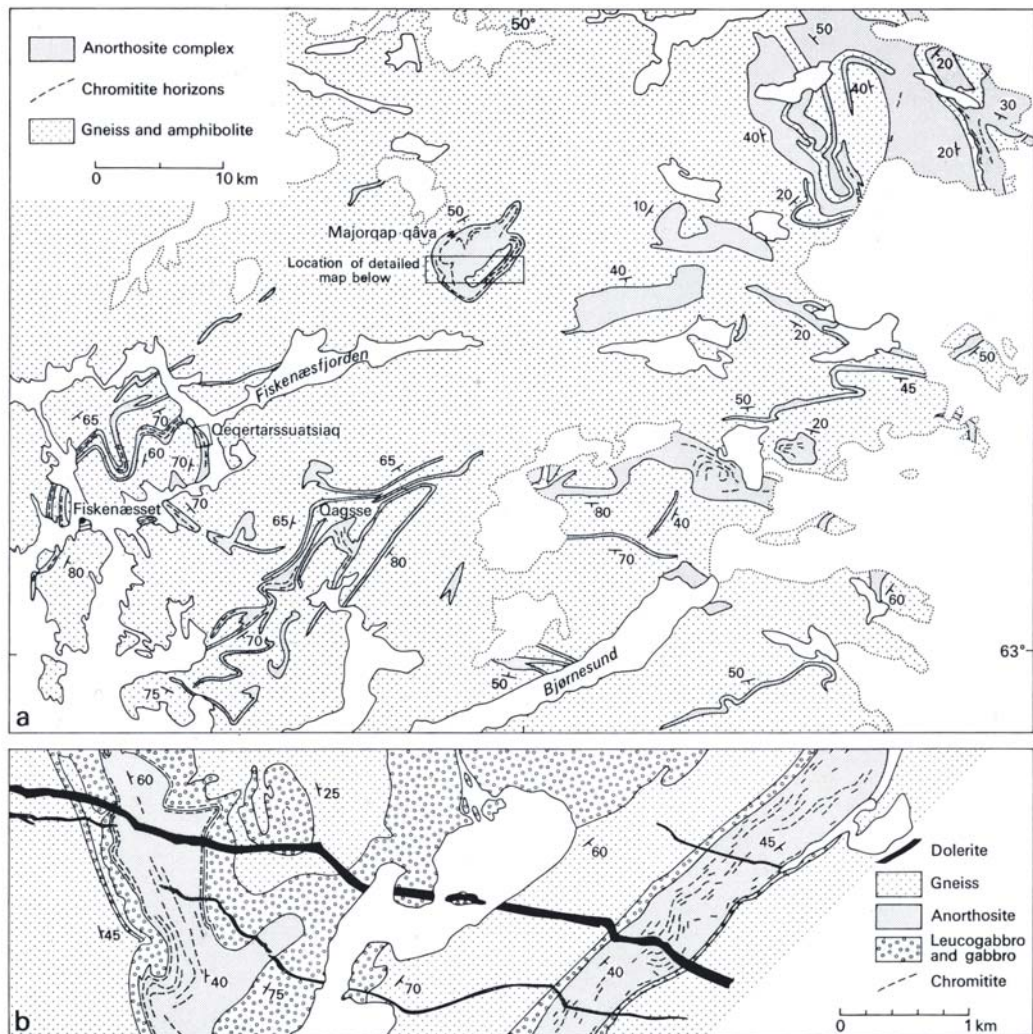 50°
Anorthosite complex
Chromitite horizons
Gneiss and amphibolite
0 10 km
50
20
40
30
40
20
20
50
10
Majorqap qâva
Location of detailed
map below
40
20
50
45
Fiskenæsfjorden
65
70
50
20
Qeqertarssuatsiaq
60
70
65
Fiskenæsset
70
65
Qagsse
80
40
80
80
70
60
70
63°
50
Bjørnesund
50
75
a
60
25
60
45
Dolerite
Gneiss
Anorthosite
Leucogabbro
and gabbro
Chromitite
45
40
75
70
40
0 1 km
b